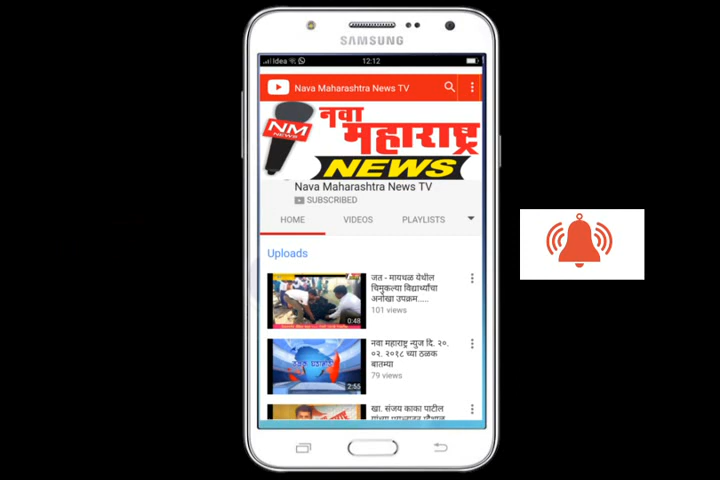 SAMSUNG
Idea
12:12
Nava Maharashtra News TV
नवा
महाराष्ट्र
NM
NEWS
NEWS
Nava Maharashtra News TV
SUBSCRIBED
HOME VIDEOS PLAYLISTS
Uploads
जत - मायथळ येथील
चिमुकल्या विद्यार्थ्यांचा
अनोखा उपक्रम.....
101 views
0:48
नवा महाराष्ट्र न्युज दि. २०.
०२. २०१८ च्या ठळक
बातम्या
79 views
2:55
खा. संजय काका पाटील